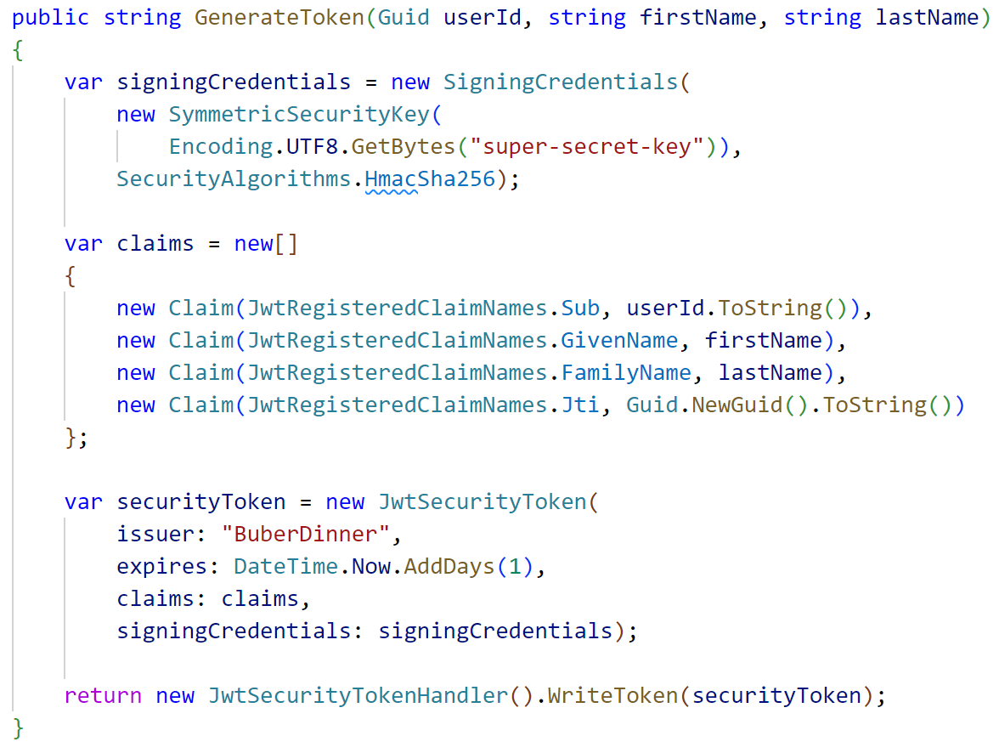 public string GenerateToken(Guid userId, string firstName, string lastName)
{
    var signingCredentials = new SigningCredentials(
        new SymmetricSecurityKey(
            Encoding.UTF8.GetBytes("super-secret-key")),
        SecurityAlgorithms.HmacSha256);

    var claims = new[]
    {
        new Claim(JwtRegisteredClaimNames.Sub, userId.ToString()),
        new Claim(JwtRegisteredClaimNames.GivenName, firstName),
        new Claim(JwtRegisteredClaimNames.FamilyName, lastName),
        new Claim(JwtRegisteredClaimNames.Jti, Guid.NewGuid().ToString())
    };

    var securityToken = new JwtSecurityToken(
        issuer: "BuberDinner",
        expires: DateTime.Now.AddDays(1),
        claims: claims,
        signingCredentials: signingCredentials);

    return new JwtSecurityTokenHandler().WriteToken(securityToken);
}